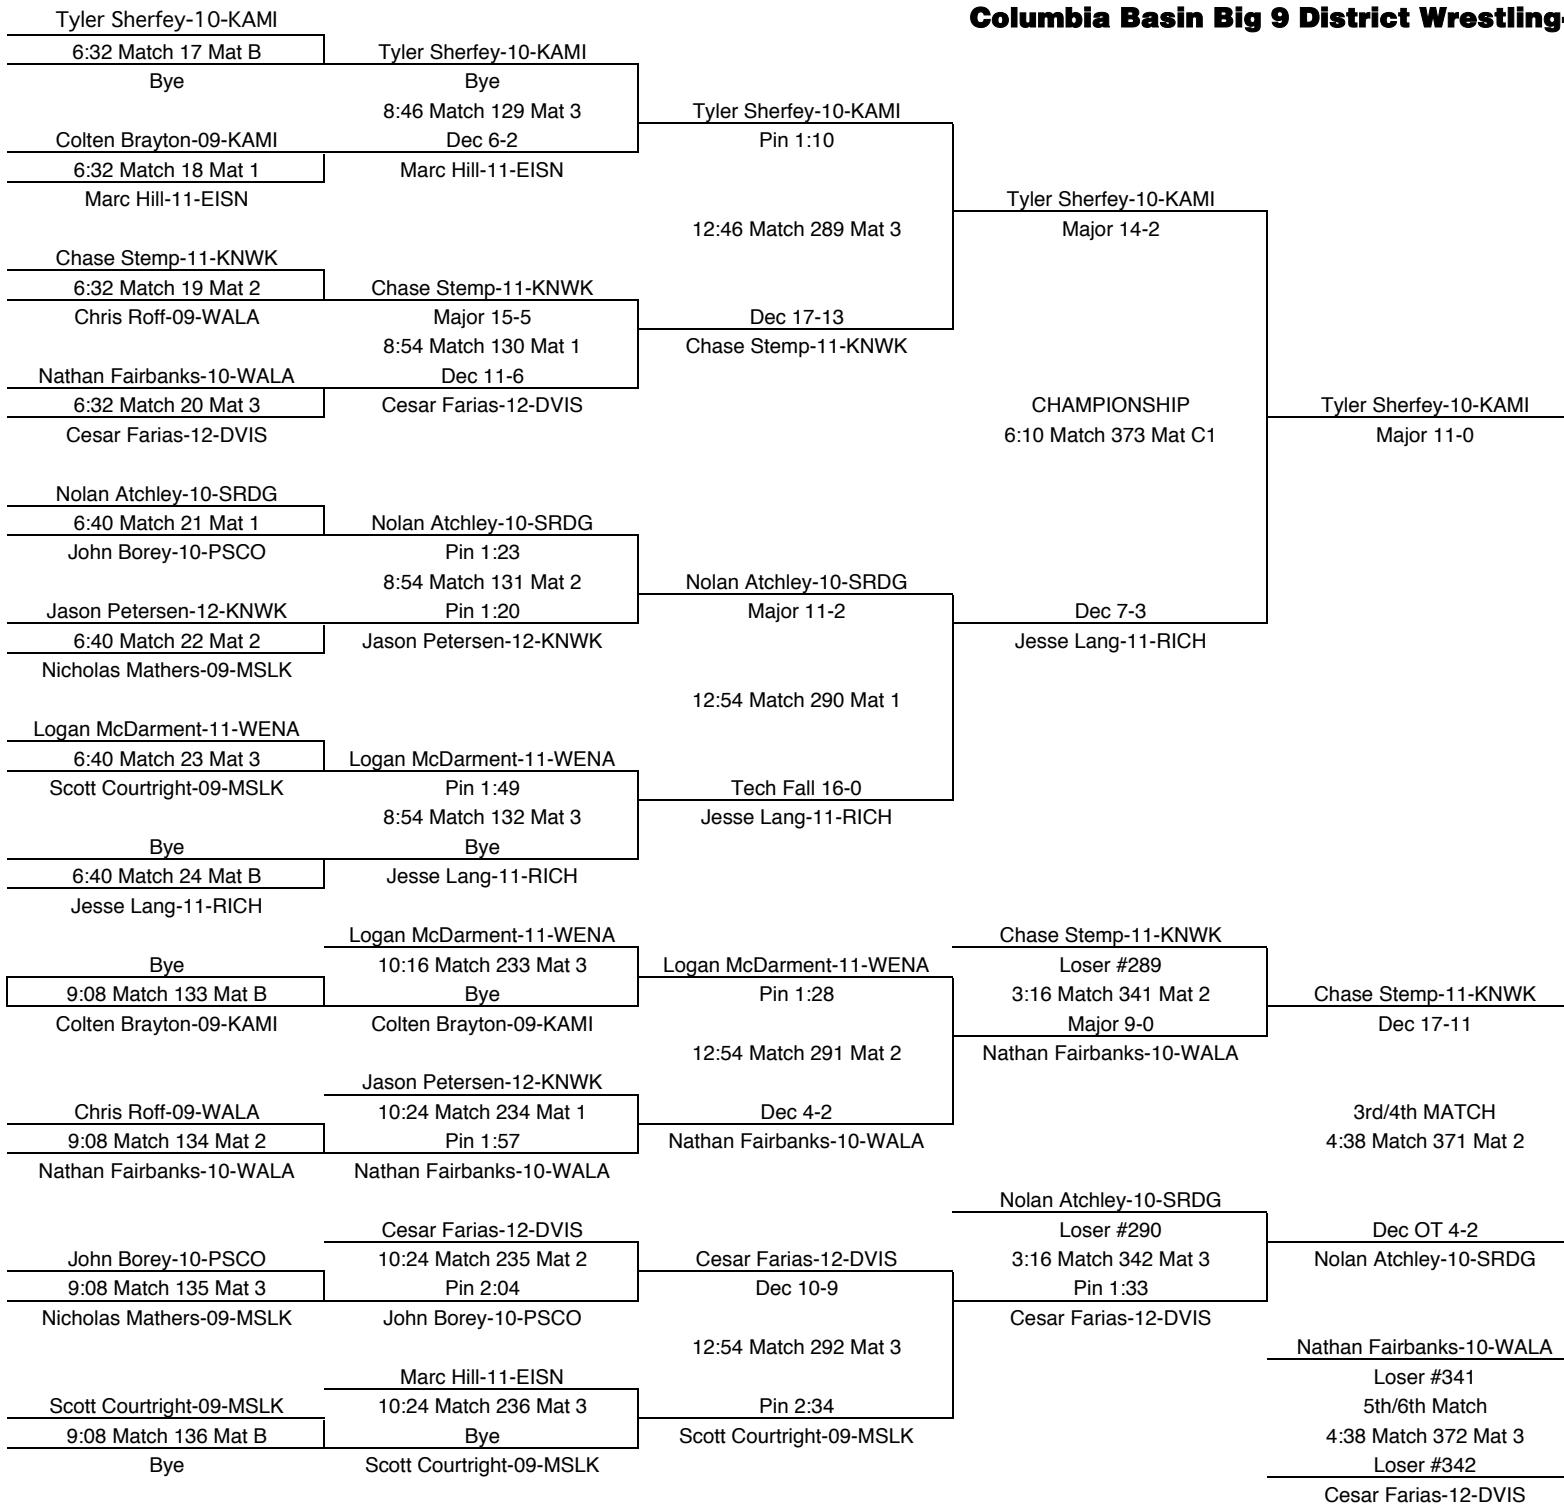 Columbia Basin Big 9 District Wrestling-
Tyler Sherfey-10-KAMI
6:32 Match 17 Mat B
Bye
Colten Brayton-09-KAMI
6:32 Match 18 Mat 1
Marc Hill-11-EISN
Chase Stemp-11-KNWK
6:32 Match 19 Mat 2
Chris Roff-09-WALA
Nathan Fairbanks-10-WALA
6:32 Match 20 Mat 3
Cesar Farias-12-DVIS
Nolan Atchley-10-SRDG
6:40 Match 21 Mat 1
John Borey-10-PSCO
Jason Petersen-12-KNWK
6:40 Match 22 Mat 2
Nicholas Mathers-09-MSLK
Logan McDarment-11-WENA
6:40 Match 23 Mat 3
Scott Courtright-09-MSLK
Bye
6:40 Match 24 Mat B
Jesse Lang-11-RICH
Tyler Sherfey-10-KAMI
Bye
8:46 Match 129 Mat 3
Dec 6-2
Marc Hill-11-EISN
Chase Stemp-11-KNWK
Major 15-5
8:54 Match 130 Mat 1
Dec 11-6
Cesar Farias-12-DVIS
Nolan Atchley-10-SRDG
Pin 1:23
8:54 Match 131 Mat 2
Pin 1:20
Jason Petersen-12-KNWK
Logan McDarment-11-WENA
Pin 1:49
8:54 Match 132 Mat 3
Bye
Jesse Lang-11-RICH
Tyler Sherfey-10-KAMI
Pin 1:10
12:46 Match 289 Mat 3
Dec 17-13
Chase Stemp-11-KNWK
Nolan Atchley-10-SRDG
Major 11-2
12:54 Match 290 Mat 1
Tech Fall 16-0
Jesse Lang-11-RICH
Tyler Sherfey-10-KAMI
Major 14-2
CHAMPIONSHIP
6:10 Match 373 Mat C1
Dec 7-3
Jesse Lang-11-RICH
Tyler Sherfey-10-KAMI
Major 11-0
Bye
9:08 Match 133 Mat B
Colten Brayton-09-KAMI
Chris Roff-09-WALA
9:08 Match 134 Mat 2
Nathan Fairbanks-10-WALA
John Borey-10-PSCO
9:08 Match 135 Mat 3
Nicholas Mathers-09-MSLK
Scott Courtright-09-MSLK
9:08 Match 136 Mat B
Bye
Logan McDarment-11-WENA
10:16 Match 233 Mat 3
Bye
Colten Brayton-09-KAMI
Jason Petersen-12-KNWK
10:24 Match 234 Mat 1
Pin 1:57
Nathan Fairbanks-10-WALA
Cesar Farias-12-DVIS
10:24 Match 235 Mat 2
Pin 2:04
John Borey-10-PSCO
Marc Hill-11-EISN
10:24 Match 236 Mat 3
Bye
Scott Courtright-09-MSLK
Logan McDarment-11-WENA
Pin 1:28
12:54 Match 291 Mat 2
Dec 4-2
Nathan Fairbanks-10-WALA
Cesar Farias-12-DVIS
Dec 10-9
12:54 Match 292 Mat 3
Pin 2:34
Scott Courtright-09-MSLK
Chase Stemp-11-KNWK
Loser #289
3:16 Match 341 Mat 2
Major 9-0
Nathan Fairbanks-10-WALA
Nolan Atchley-10-SRDG
Loser #290
3:16 Match 342 Mat 3
Pin 1:33
Cesar Farias-12-DVIS
Chase Stemp-11-KNWK
Dec 17-11
3rd/4th MATCH
4:38 Match 371 Mat 2
Dec OT 4-2
Nolan Atchley-10-SRDG
Nathan Fairbanks-10-WALA
Loser #341
5th/6th Match
4:38 Match 372 Mat 3
Loser #342
Cesar Farias-12-DVIS